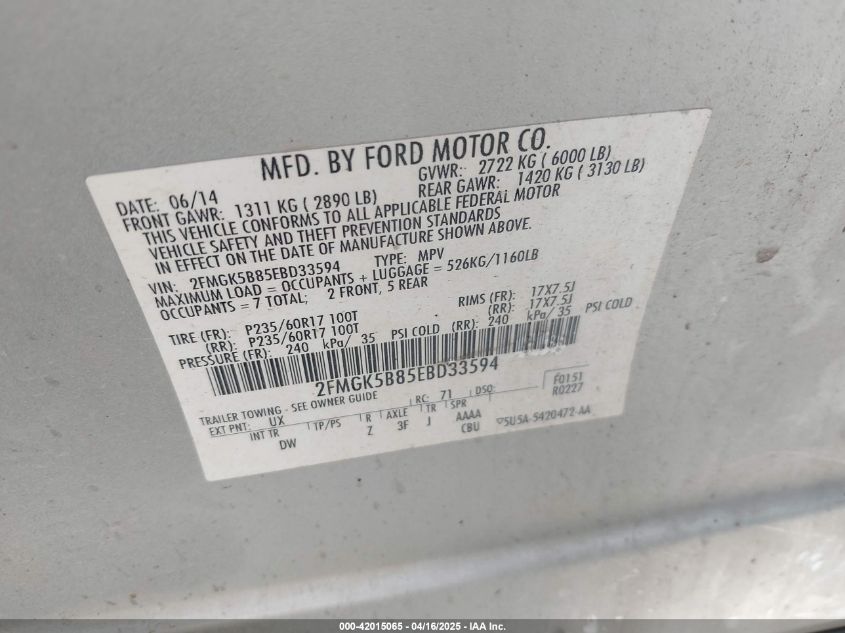 MFD. BY FORD MOTOR CO.
DATE: 06/14 GVWR: 2722 KG ( 6000 LB)
FRONT GAWR: 1311 KG ( 2890 LB) REAR GAWR: 1420 KG ( 3130 LB)
THIS VEHICLE CONFORMS TO ALL APPLICABLE FEDERAL MOTOR
VEHICLE SAFETY AND THEFT PREVENTION STANDARDS
IN EFFECT ON THE DATE OF MANUFACTURE SHOWN ABOVE.
VIN: 2FMGK5B85EBD33594 TYPE: MPV
MAXIMUM LOAD = OCCUPANTS + LUGGAGE = 526KG/1160LB
OCCUPANTS = 7 TOTAL; 2 FRONT, 5 REAR
TIRE (FR): P235/60R17 100T RIMS (FR): 17X7.5J
(RR): P235/60R17 100T (RR): 17X7.5J
PRESSURE (FR): 240 kPa/ 35 PSI COLD (RR): 240 kPa/ 35 PSI COLD
2FMGK5B85EBD33594
TRAILER TOWING - SEE OWNER GUIDE
EXT PNT: UX RC: 71 DSO: F0151
R0227
INT TR TP/PS R AXLE TR SPR
DW Z 3F J AAAA
CBU
5U5A-5420472-AA
000-42015065 - 04/16/2025 - IAA Inc.